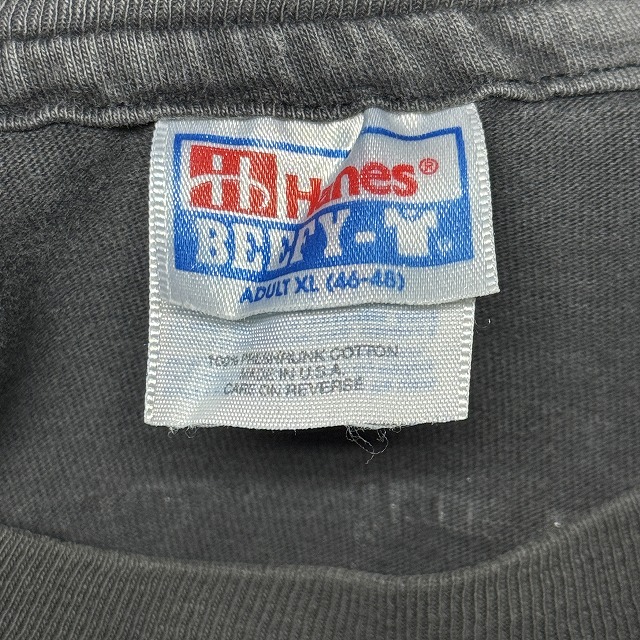 Hanes®
BEEFY-T.
ADULT XL (46-48)
100% PRESHRUNK COTTON
MADE IN U.S.A.
CARE ON REVERSE